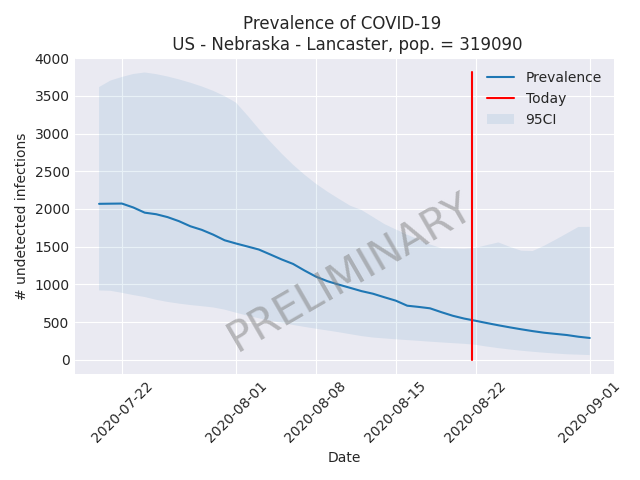 Prevalence of COVID-19
US - Nebraska - Lancaster, pop. = 319090
# undetected infections
4000
3500
3000
2500
2000
1500
1000
500
0
Prevalence
Today
95CI
PRELIMINARY
2020-07-22
2020-08-01
2020-08-08
2020-08-15
2020-08-22
2020-09-01
Date